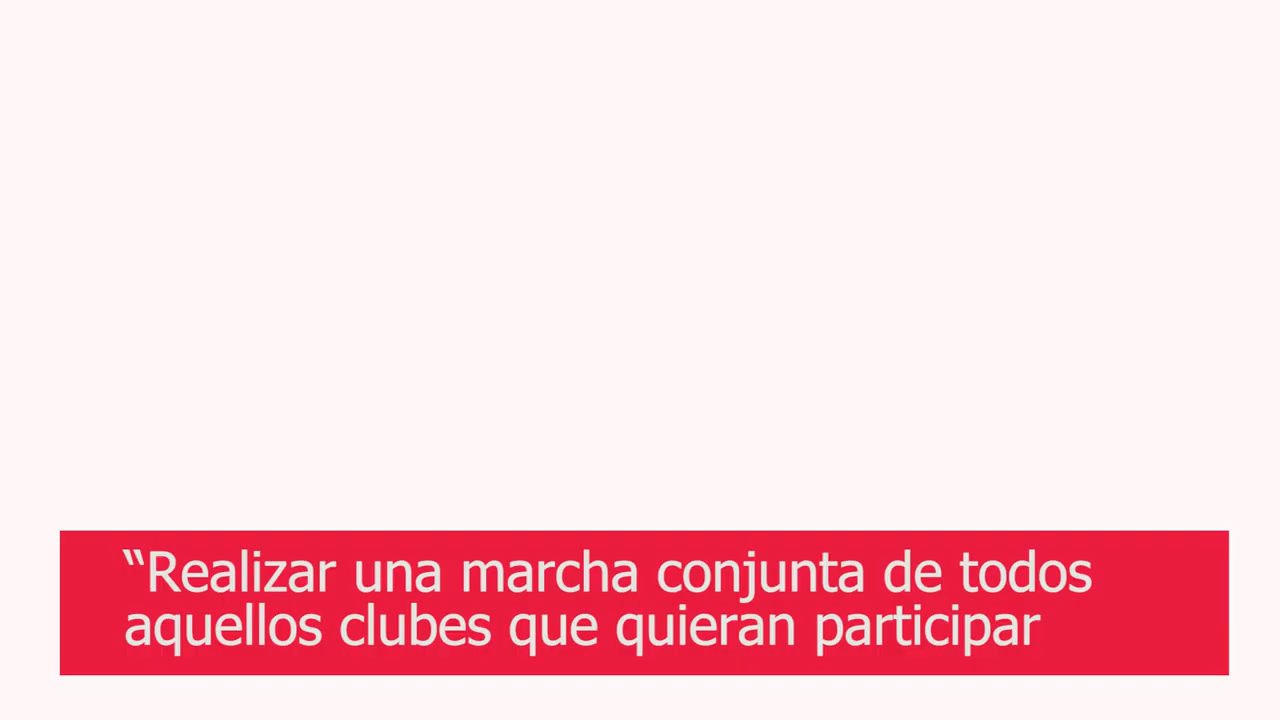 “Realizar una marcha conjunta de todos
aquellos clubes que quieran participar